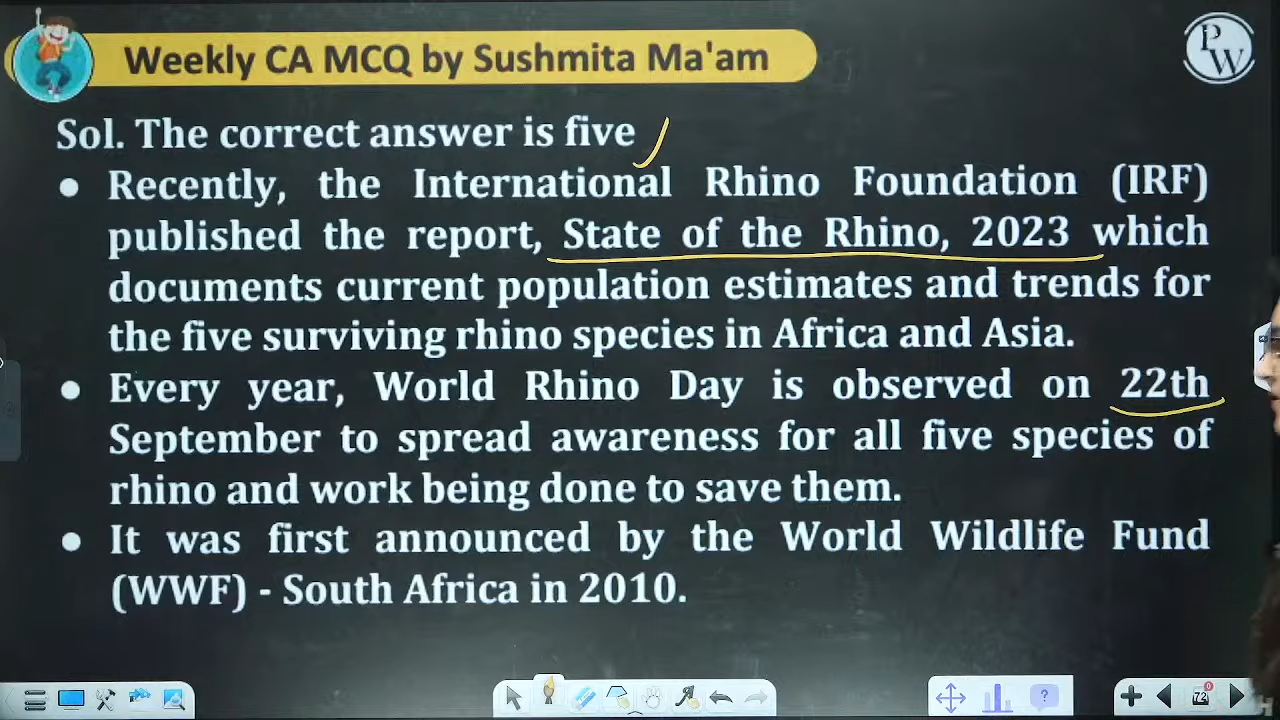 Weekly CA MCQ by Sushmita Ma'am
PW
Sol. The correct answer is five
● Recently, the International Rhino Foundation (IRF)
published the report, State of the Rhino, 2023 which
documents current population estimates and trends for
the five surviving rhino species in Africa and Asia.
● Every year, World Rhino Day is observed on 22th
September to spread awareness for all five species of
rhino and work being done to save them.
● It was first announced by the World Wildlife Fund
(WWF) - South Africa in 2010.